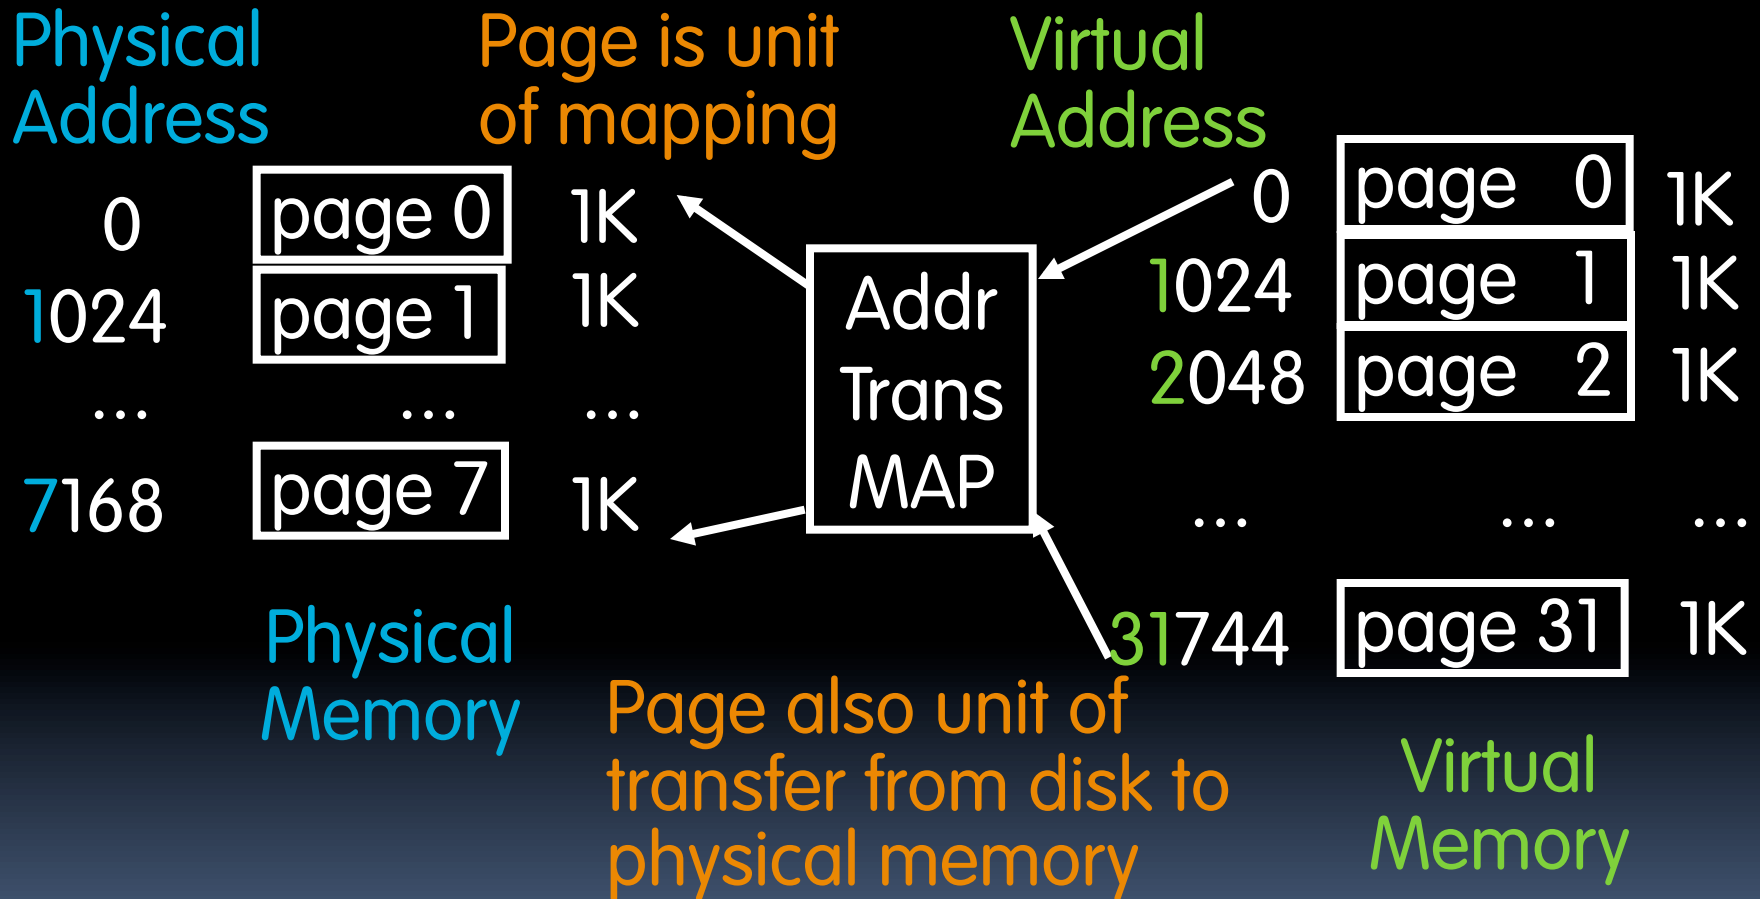 Physical
Address
Page is unit
of mapping
Virtual
Address
0 page 0 1K
1024 page 1 1K
... ... ...
7168 page 7 1K
Physical
Memory
Addr
Trans
MAP
0 page 0 1K
1024 page 1 1K
2048 page 2 1K
... ... ...
31744 page 31 1K
Page also unit of
transfer from disk to
physical memory
Virtual
Memory